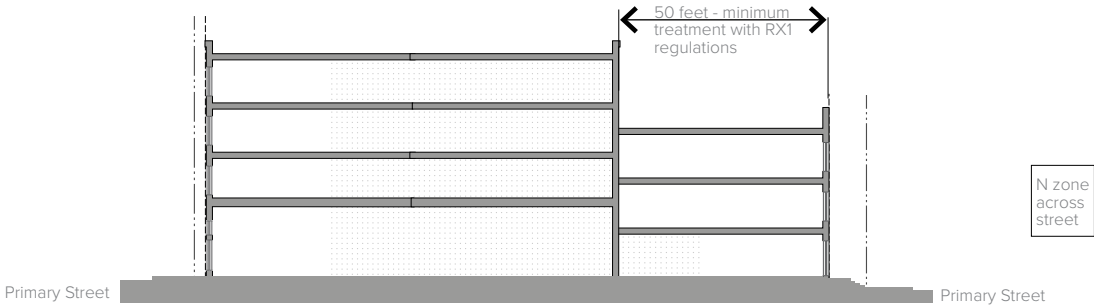 50 feet - minimum
treatment with RX1
regulations
N zone
across
street
Primary Street
Primary Street